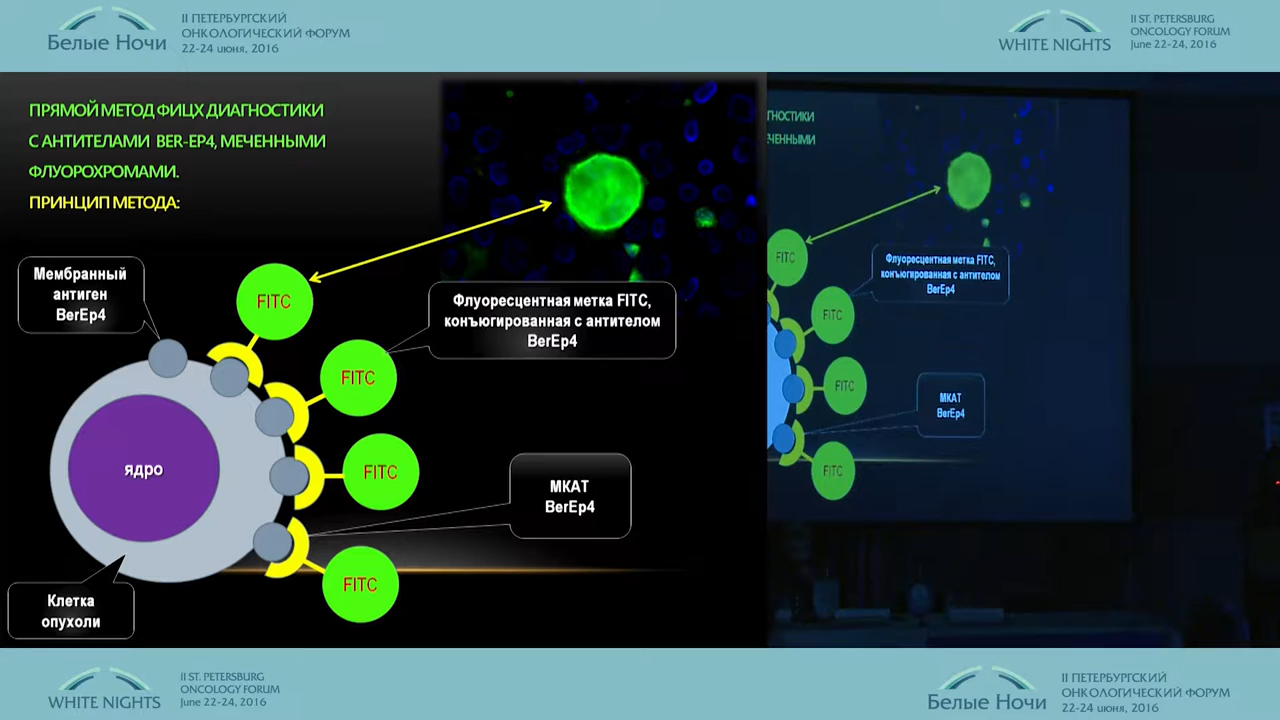 Белые Ночи
II ПЕТЕРБУРГСКИЙ
ОНКОЛОГИЧЕСКИЙ ФОРУМ
22-24 июня, 2016
WHITE NIGHTS
II ST. PETERSBURG
ONCOLOGY FORUM
June 22-24, 2016
ПРЯМОЙ МЕТОД ФИЦХ ДИАГНОСТИКИ
С АНТИТЕЛАМИ BER-EP4, МЕЧЕННЫМИ
ФЛУОРОХРОМАМИ.
ПРИНЦИП МЕТОДА:
Мембранный
антиген
BerEp4
FITC
Флуоресцентная метка FITC,
конъюгированная с антителом
BerEp4
FITC
FITC
ядро
МКАТ
BerEp4
FITC
Клетка
опухоли
ГНОСТИКИ
ЧЕННЫМИ
FITC
Флуоресцентная метка FITC,
конъюгированная с антителом
BerEp4
FITC
FITC
МКАТ
BerEp4
FITC
WHITE NIGHTS
II ST. PETERSBURG
ONCOLOGY FORUM
June 22-24, 2016
Белые Ночи
II ПЕТЕРБУРГСКИЙ
ОНКОЛОГИЧЕСКИЙ ФОРУМ
22-24 июня, 2016